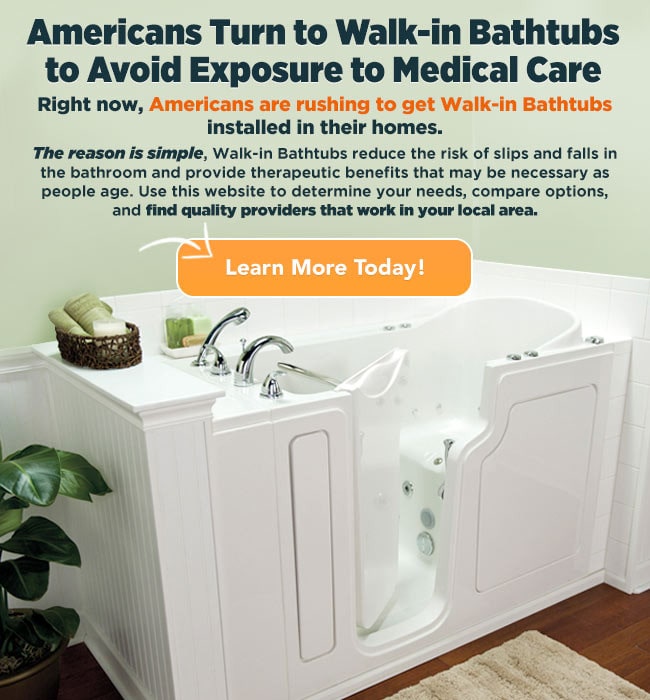 Americans Turn to Walk-in Bathtubs
to Avoid Exposure to Medical Care
Right now, Americans are rushing to get Walk-in Bathtubs
installed in their homes.
The reason is simple, Walk-in Bathtubs reduce the risk of slips and falls in
the bathroom and provide therapeutic benefits that may be necessary as
people age. Use this website to determine your needs, compare options,
and find quality providers that work in your local area.
Learn More Today!